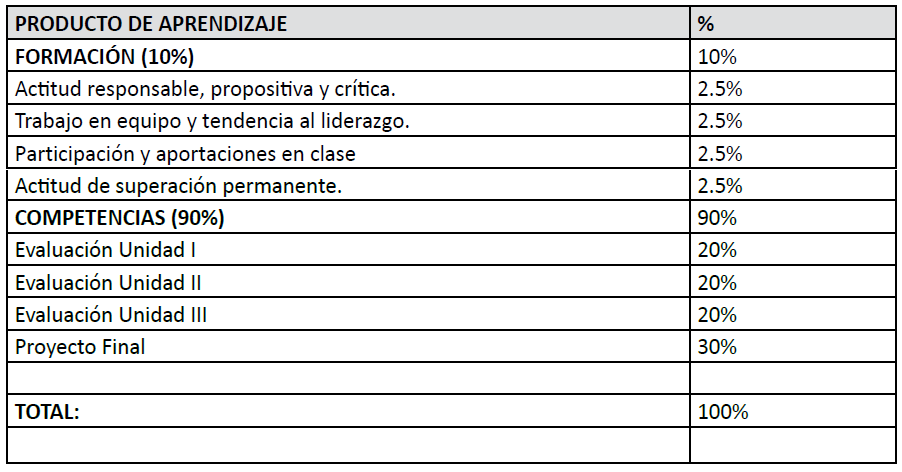 PRODUCTO DE APRENDIZAJE %
FORMACIÓN (10%) 10%
Actitud responsable, propositiva y crítica. 2.5%
Trabajo en equipo y tendencia al liderazgo. 2.5%
Participación y aportaciones en clase 2.5%
Actitud de superación permanente. 2.5%
COMPETENCIAS (90%) 90%
Evaluación Unidad I 20%
Evaluación Unidad II 20%
Evaluación Unidad III 20%
Proyecto Final 30%
TOTAL: 100%